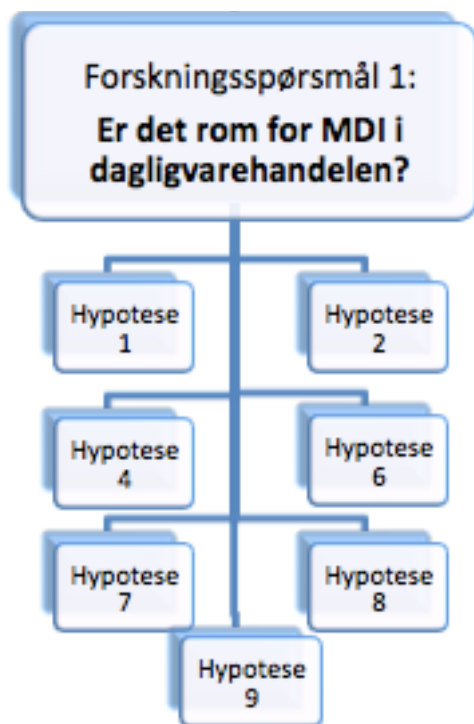 Forskningsspørsmål 1:
Er det rom for MDI i
dagligvarehandelen?
Hypotese
1
Hypotese
2
Hypotese
4
Hypotese
6
Hypotese
7
Hypotese
8
Hypotese
9